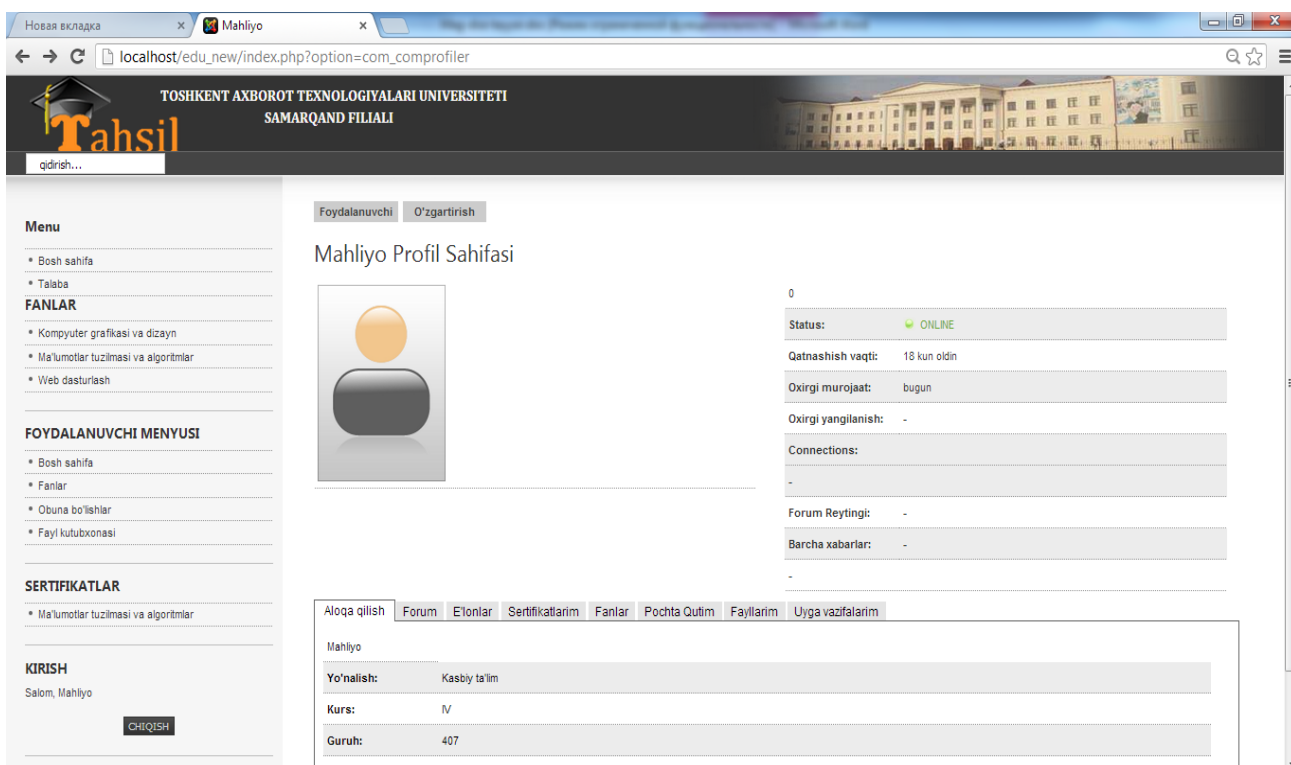 Новая вкладка
Mahliyo
localhost/edu_new/index.php?option=com_comprofiler
TOSHKENT AXBOROT TEXNOLOGIYALARI UNIVERSITETI
SAMARQAND FILIALI
Tahsil
qidirish...
Menu
Bosh sahifa
Talaba
FANLAR
Kompyuter grafikasi va dizayn
Ma'lumotlar tuzilmasi va algoritmlar
Web dasturlash
FOYDALANUVCHI MENYUSI
Bosh sahifa
Fanlar
Obuna bo'lishlar
Fayl kutubxonasi
SERTIFIKATLAR
Ma'lumotlar tuzilmasi va algoritmlar
KIRISH
Salom, Mahliyo
CHIQISH
Foydalanuvchi O'zgartirish
Mahliyo Profil Sahifasi
0
Status: ONLINE
Qatnashish vaqti: 18 kun oldin
Oxirgi murojaat: bugun
Oxirgi yangilanish: -
Connections:
-
Forum Reytingi: -
Barcha xabarlar: -
-
Aloqa qilish Forum E'lonlar Sertifikatlarim Fanlar Pochta Qutim Fayllarim Uyga vazifalarim
Mahliyo
Yo'nalish: Kasbiy ta'lim
Kurs: IV
Guruh: 407